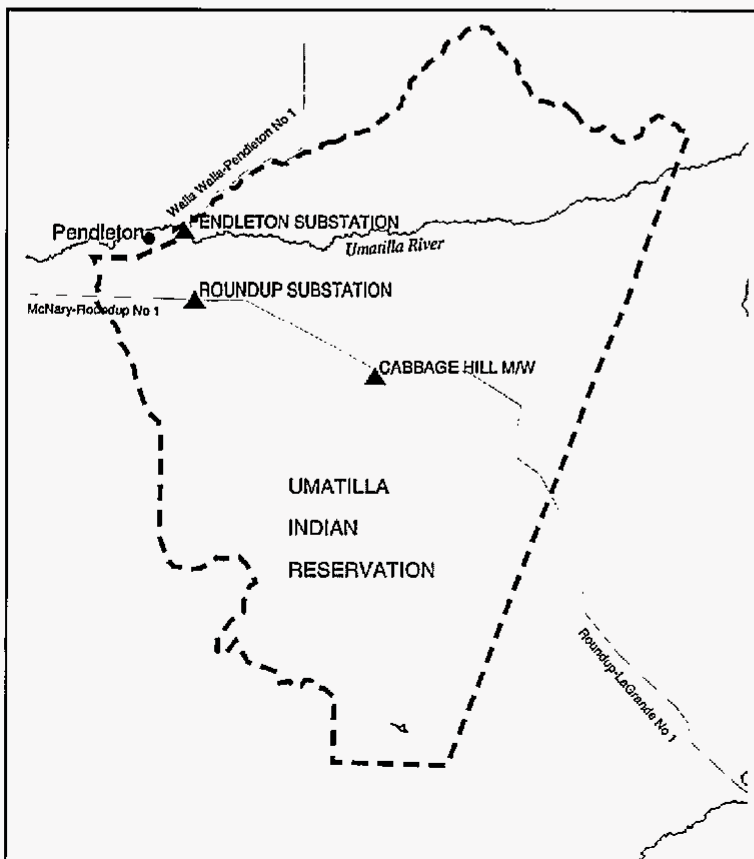 Walla Walla-Pendleton No 1
Pendleton
PENDLETON SUBSTATION
Umatilla River
ROUNDUP SUBSTATION
McNary-Roundup No 1
CABBAGE HILL M/W
UMATILLA
INDIAN
RESERVATION
Roundup-LaGrande No 1